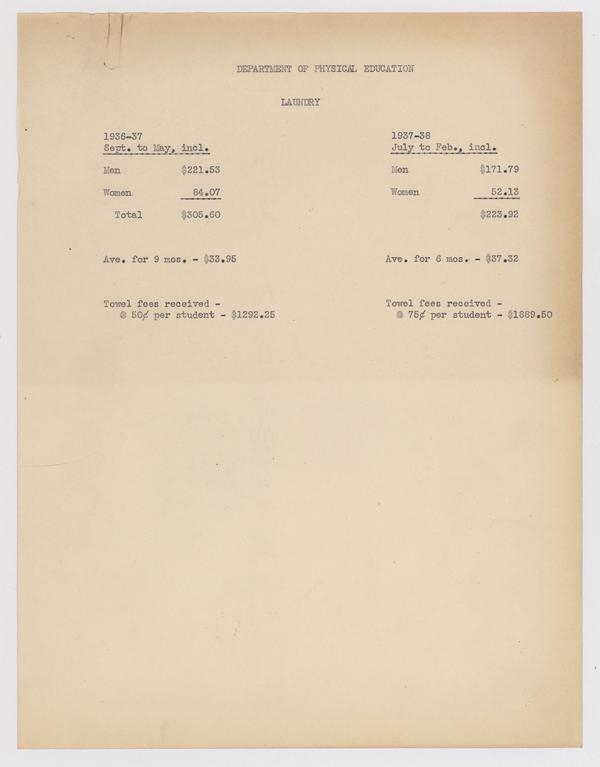 DEPARTMENT OF PHYSICAL EDUCATION
LAUNDRY
1936-37
Sept. to May, incl.
Men $221.53
Women 84.07
Total $305.60
Ave. for 9 mos. - $33.95
Towel fees received -
@ 50¢ per student - $1292.25
1937-38
July to Feb., incl.
Men $171.79
Women 52.13
$223.92
Ave. for 6 mos. - $37.32
Towel fees received -
@ 75¢ per student - $1889.50